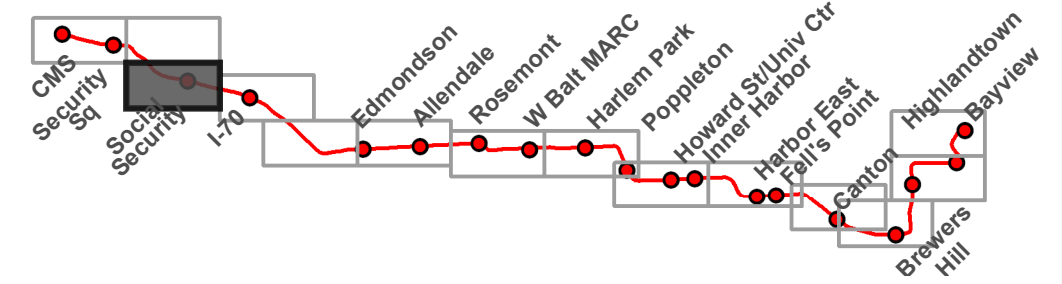 CMS
Security
Sq
Social
Security
I-70
Edmondson
Allendale
Rosemont
W Balt MARC
Harlem Park
Poppleton
Howard St/Univ Ctr
Inner Harbor
Harbor East
Fell's Point
Canton
Brewers
Hill
Highlandtown
Bayview